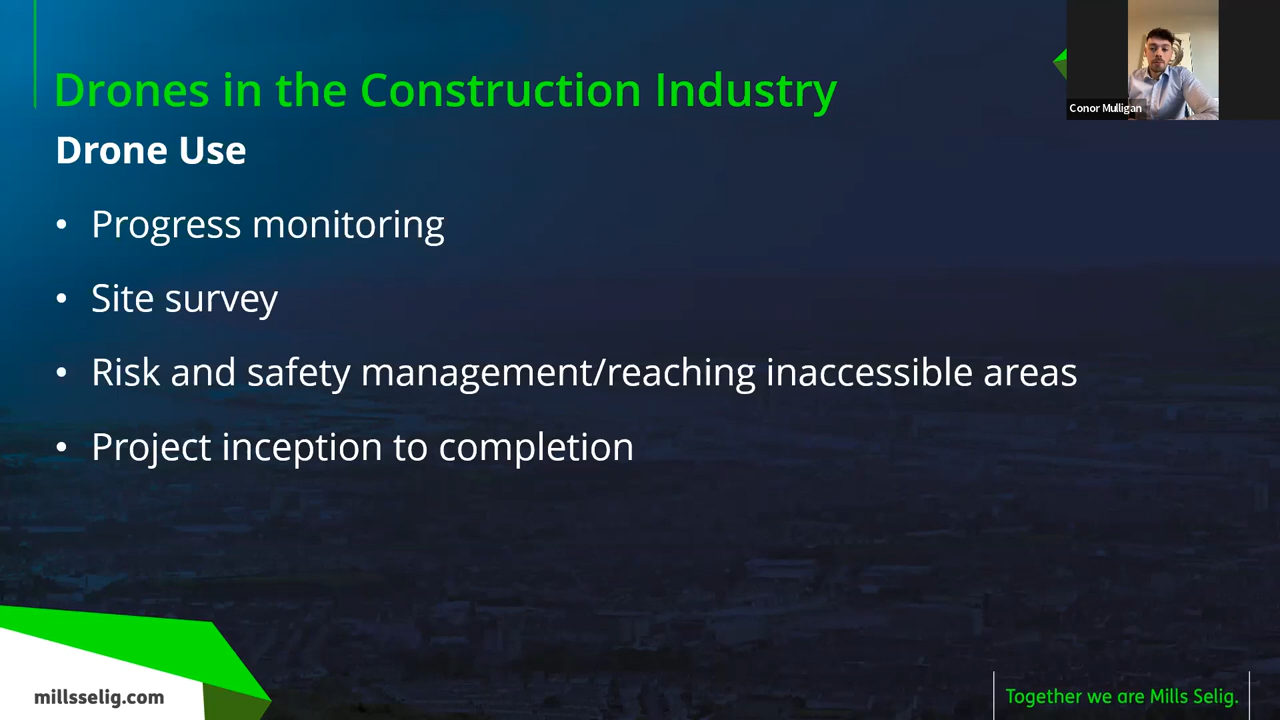 Drones in the Construction Industry
Conor Mulligan
Drone Use
• Progress monitoring
• Site survey
• Risk and safety management/reaching inaccessible areas
• Project inception to completion
millsselig.com
Together we are Mills Selig.